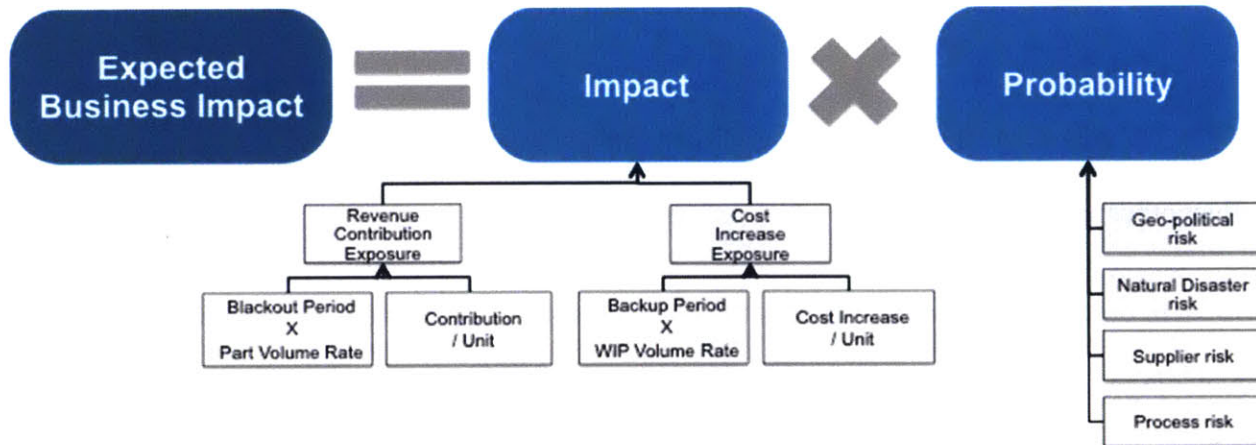 Expected
Business Impact
Impact
Probability
Revenue
Contribution
Exposure
Cost
Increase
Exposure
Blackout Period
X
Part Volume Rate
Contribution
/ Unit
Backup Period
X
WIP Volume Rate
Cost Increase
/ Unit
Geo-political
risk
Natural Disaster
risk
Supplier risk
Process risk